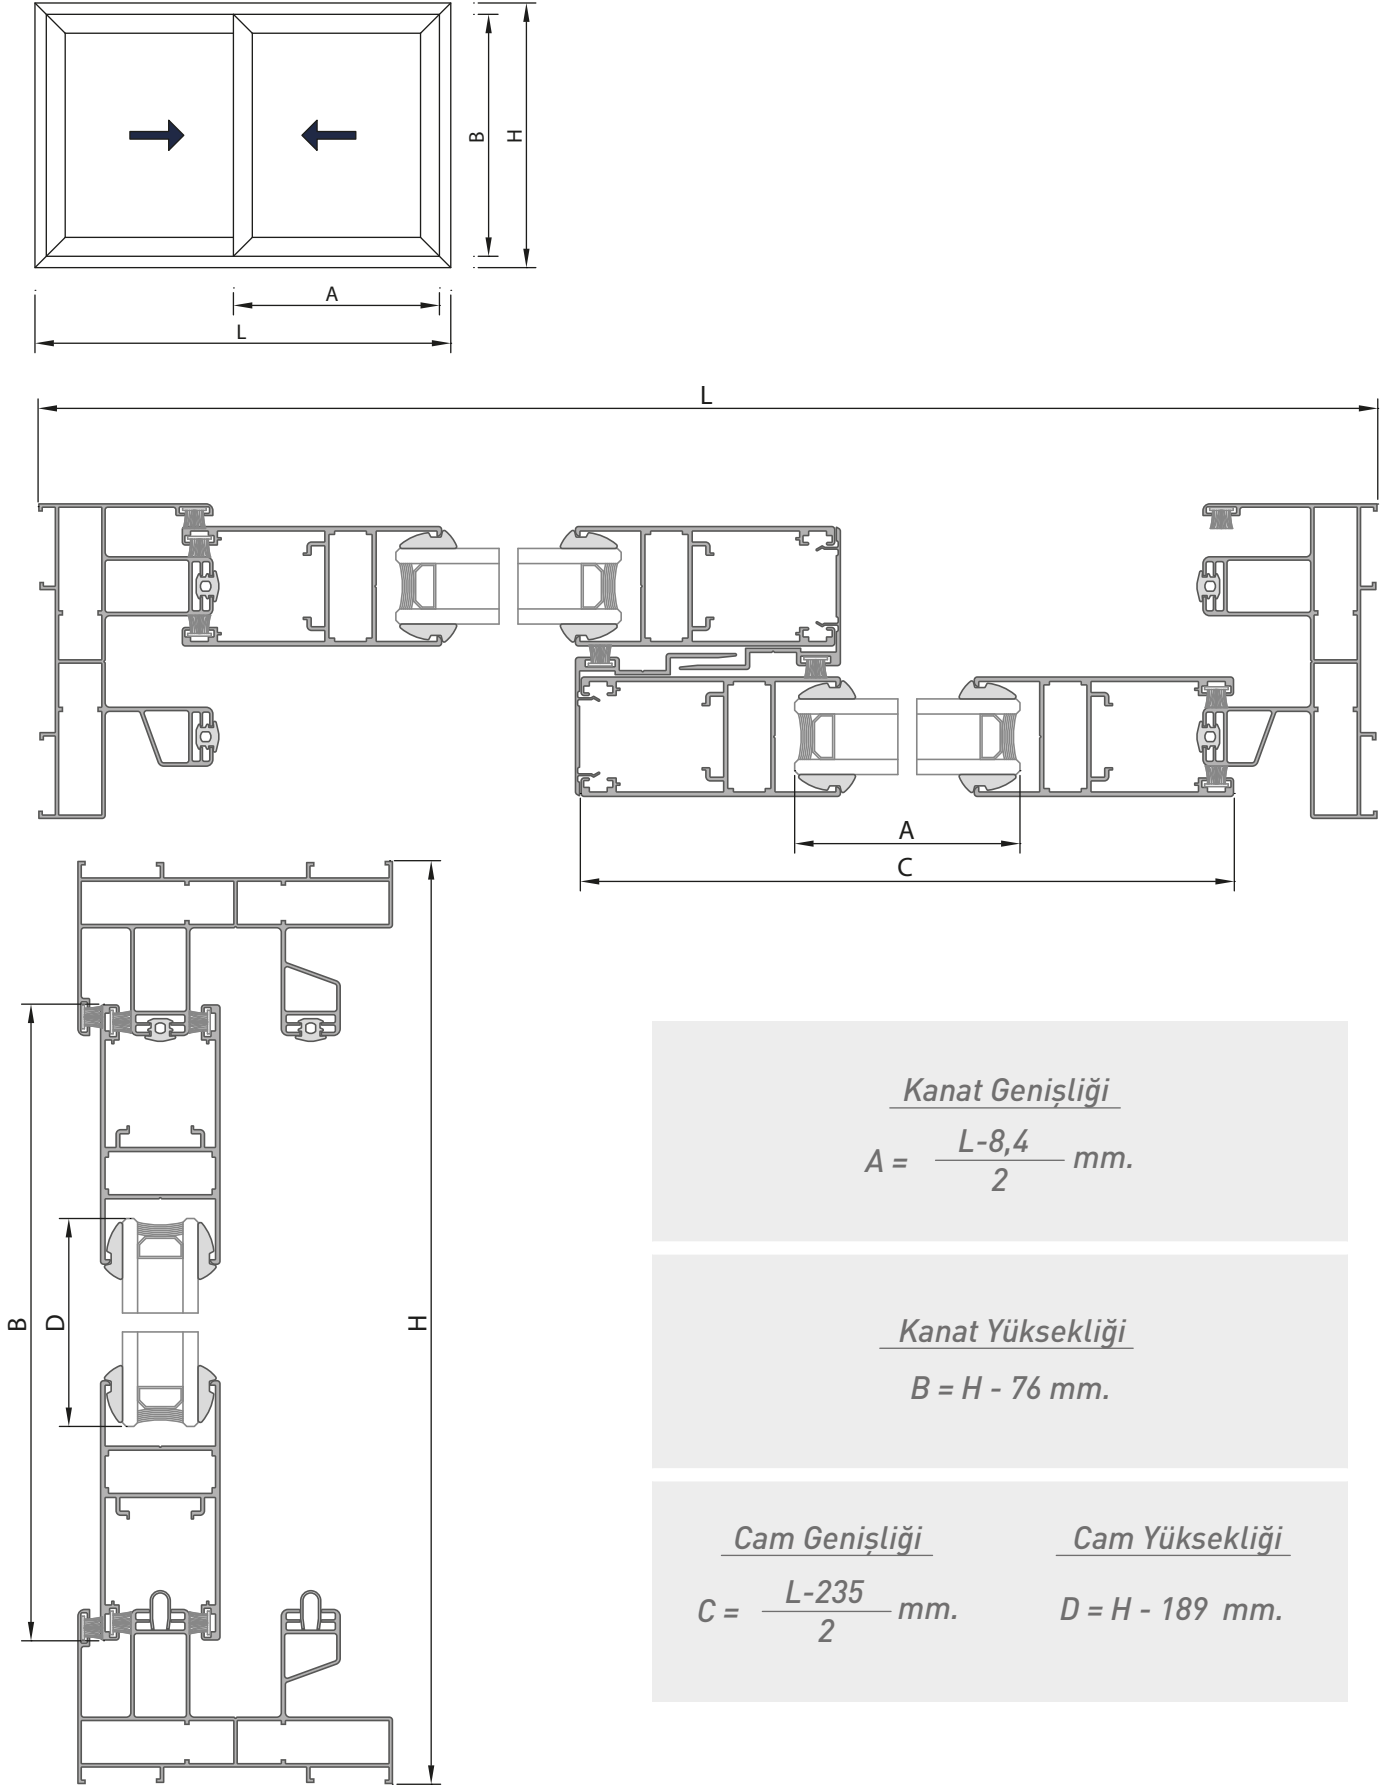 B
H
A
L
L
A
C
B
D
H
Kanat Genişliği
A = L-8,4 mm.
2
Kanat Yüksekliği
B = H - 76 mm.
Cam Genişliği
C = L-235 mm.
2
Cam Yüksekliği
D = H - 189 mm.